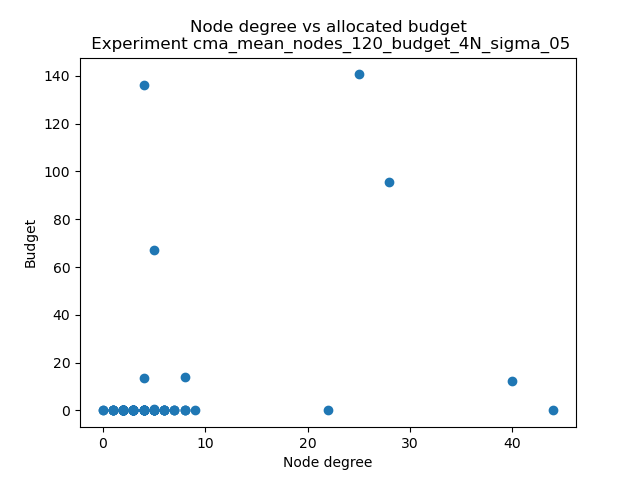 Node degree vs allocated budget
Experiment cma_mean_nodes_120_budget_4N_sigma_05
140
120
100
80
60
40
20
0
Budget
0 10 20 30 40
Node degree